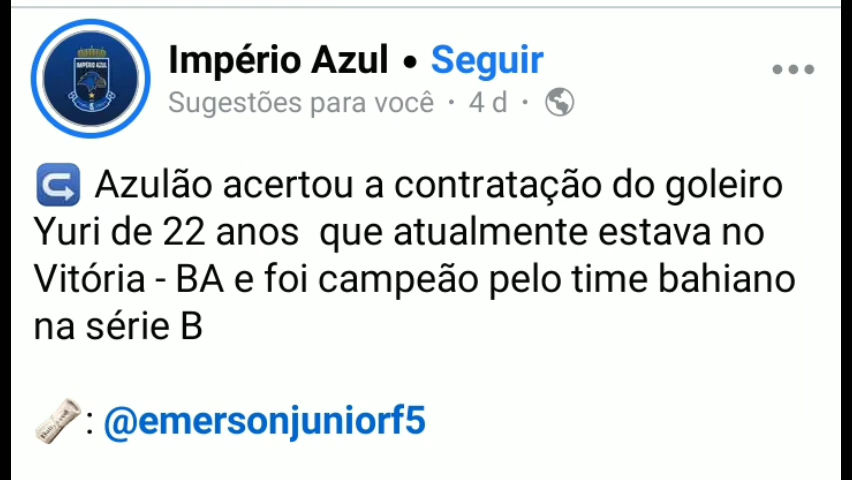 Império Azul • Seguir
Sugestões para você · 4 d ·
Azulão acertou a contratação do goleiro
Yuri de 22 anos que atualmente estava no
Vitória - BA e foi campeão pelo time bahiano
na série B
: @emersonjuniorf5